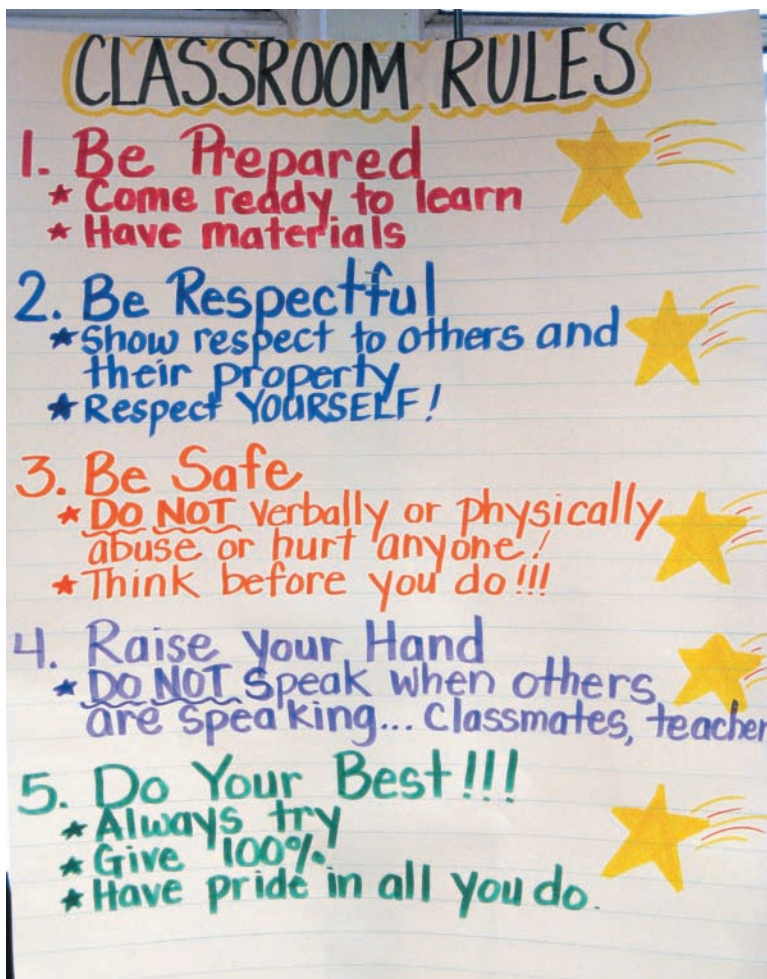 CLASSROOM RULES
1. Be Prepared
★ Come ready to learn
★ Have materials
2. Be Respectful
★ Show respect to others and
their property
★ Respect YOURSELF!
3. Be Safe
★ DO NOT verbally or physically
abuse or hurt anyone!
★ Think before you do!!!
4. Raise Your Hand
★ DO NOT speak when others
are speaking... classmates, teacher
5. Do Your Best!!!
★ Always try
★ Give 100%
★ Have pride in all you do.